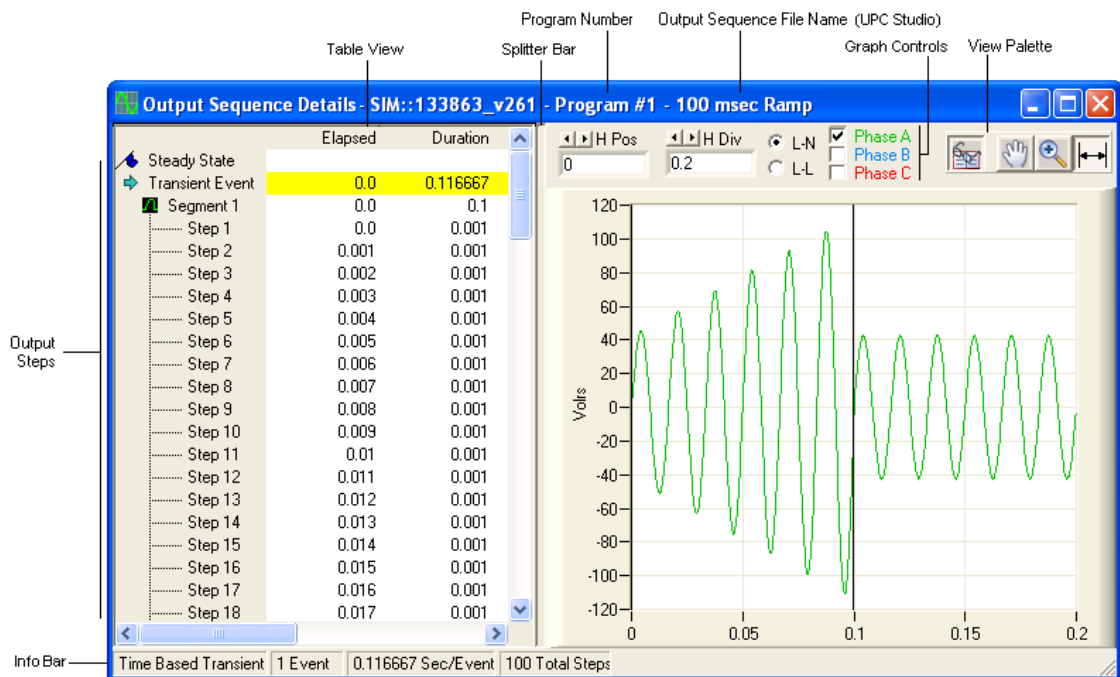 Program Number
Output Sequence File Name (UPC Studio)
Table View
Splitter Bar
Graph Controls
View Palette
Output Sequence Details - SIM::133863_v261 - Program #1 - 100 msec Ramp
Elapsed Duration
Steady State
Transient Event 0.0 0.116667
Segment 1 0.0 0.1
Step 1 0.0 0.001
Step 2 0.001 0.001
Step 3 0.002 0.001
Step 4 0.003 0.001
Step 5 0.004 0.001
Step 6 0.005 0.001
Step 7 0.006 0.001
Step 8 0.007 0.001
Step 9 0.008 0.001
Step 10 0.009 0.001
Step 11 0.01 0.001
Step 12 0.011 0.001
Step 13 0.012 0.001
Step 14 0.013 0.001
Step 15 0.014 0.001
Step 16 0.015 0.001
Step 17 0.016 0.001
Step 18 0.017 0.001
Output
Steps
H Pos
0
H Div
0.2
L-N
L-L
Phase A
Phase B
Phase C
Volrs
120
100
80
60
40
20
0
-20
-40
-60
-80
-100
-120
0 0.05 0.1 0.15 0.2
Info Bar
Time Based Transient 1 Event 0.116667 Sec/Event 100 Total Steps